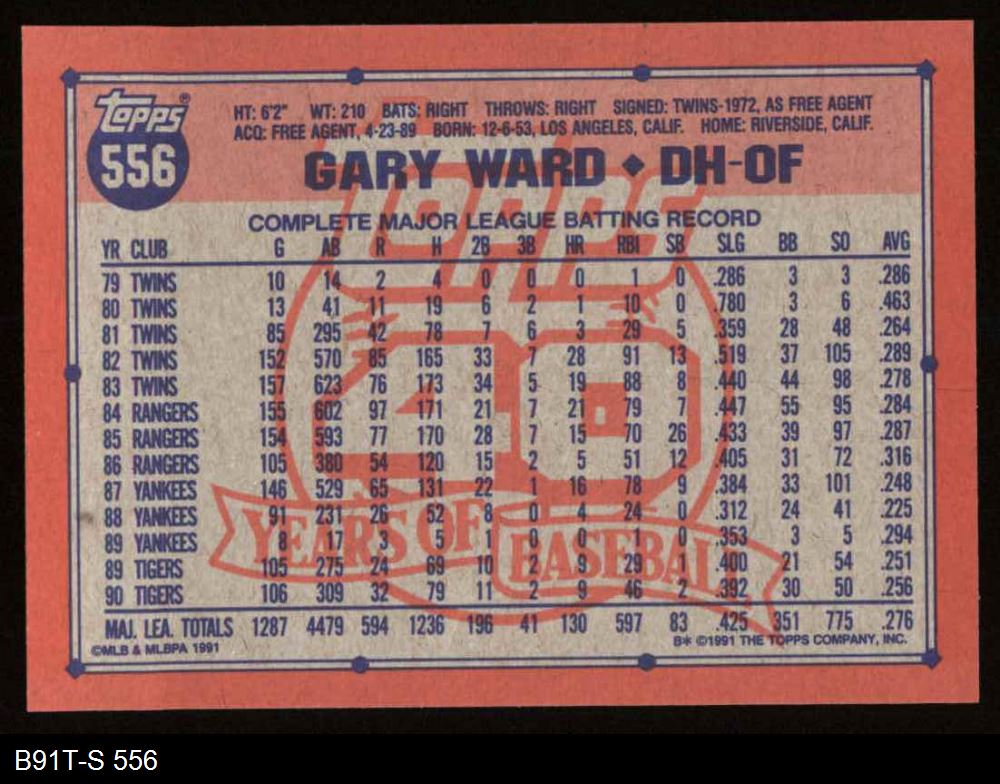 Topps®
556
HT: 6'2" WT: 210 BATS: RIGHT THROWS: RIGHT SIGNED: TWINS-1972, AS FREE AGENT
ACQ: FREE AGENT, 4-23-89 BORN: 12-6-53, LOS ANGELES, CALIF. HOME: RIVERSIDE, CALIF.
GARY WARD ◆ DH-OF
TOPPS
40
YEARS OF BASEBALL
COMPLETE MAJOR LEAGUE BATTING RECORD
YR CLUB G AB R H 2B 3B HR RBI SB SLG BB SO AVG
79 TWINS 10 14 2 4 0 0 0 1 0 .286 3 3 .286
80 TWINS 13 41 11 19 6 2 1 10 0 .780 3 6 .463
81 TWINS 85 295 42 78 7 6 3 29 5 .359 28 48 .264
82 TWINS 152 570 85 165 33 7 28 91 13 .519 37 105 .289
83 TWINS 157 623 76 173 34 5 19 88 8 .440 44 98 .278
84 RANGERS 155 602 97 171 21 7 21 79 7 .447 55 95 .284
85 RANGERS 154 593 77 170 28 7 15 70 26 .433 39 97 .287
86 RANGERS 105 380 54 120 15 2 5 51 12 .405 31 72 .316
87 YANKEES 146 529 65 131 22 1 16 78 9 .384 33 101 .248
88 YANKEES 91 231 26 52 8 0 4 24 0 .312 24 41 .225
89 YANKEES 8 17 3 5 1 0 0 1 0 .353 3 5 .294
89 TIGERS 105 275 24 69 10 2 9 29 1 .400 21 54 .251
90 TIGERS 106 309 32 79 11 2 9 46 2 .392 30 50 .256
MAJ. LEA. TOTALS 1287 4479 594 1236 196 41 130 597 83 .425 351 775 .276
©MLB & MLBPA 1991
B* ©1991 THE TOPPS COMPANY, INC.
B91T-S 556